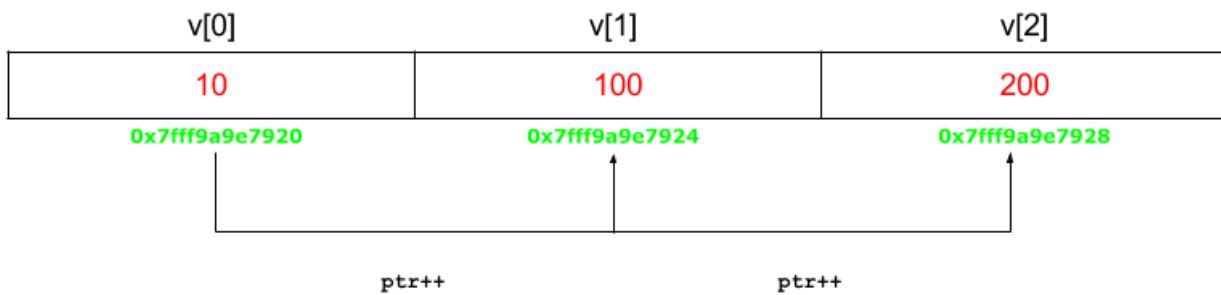 v[0] v[1] v[2]
10 100 200
0x7fff9a9e7920 0x7fff9a9e7924 0x7fff9a9e7928
ptr++ ptr++